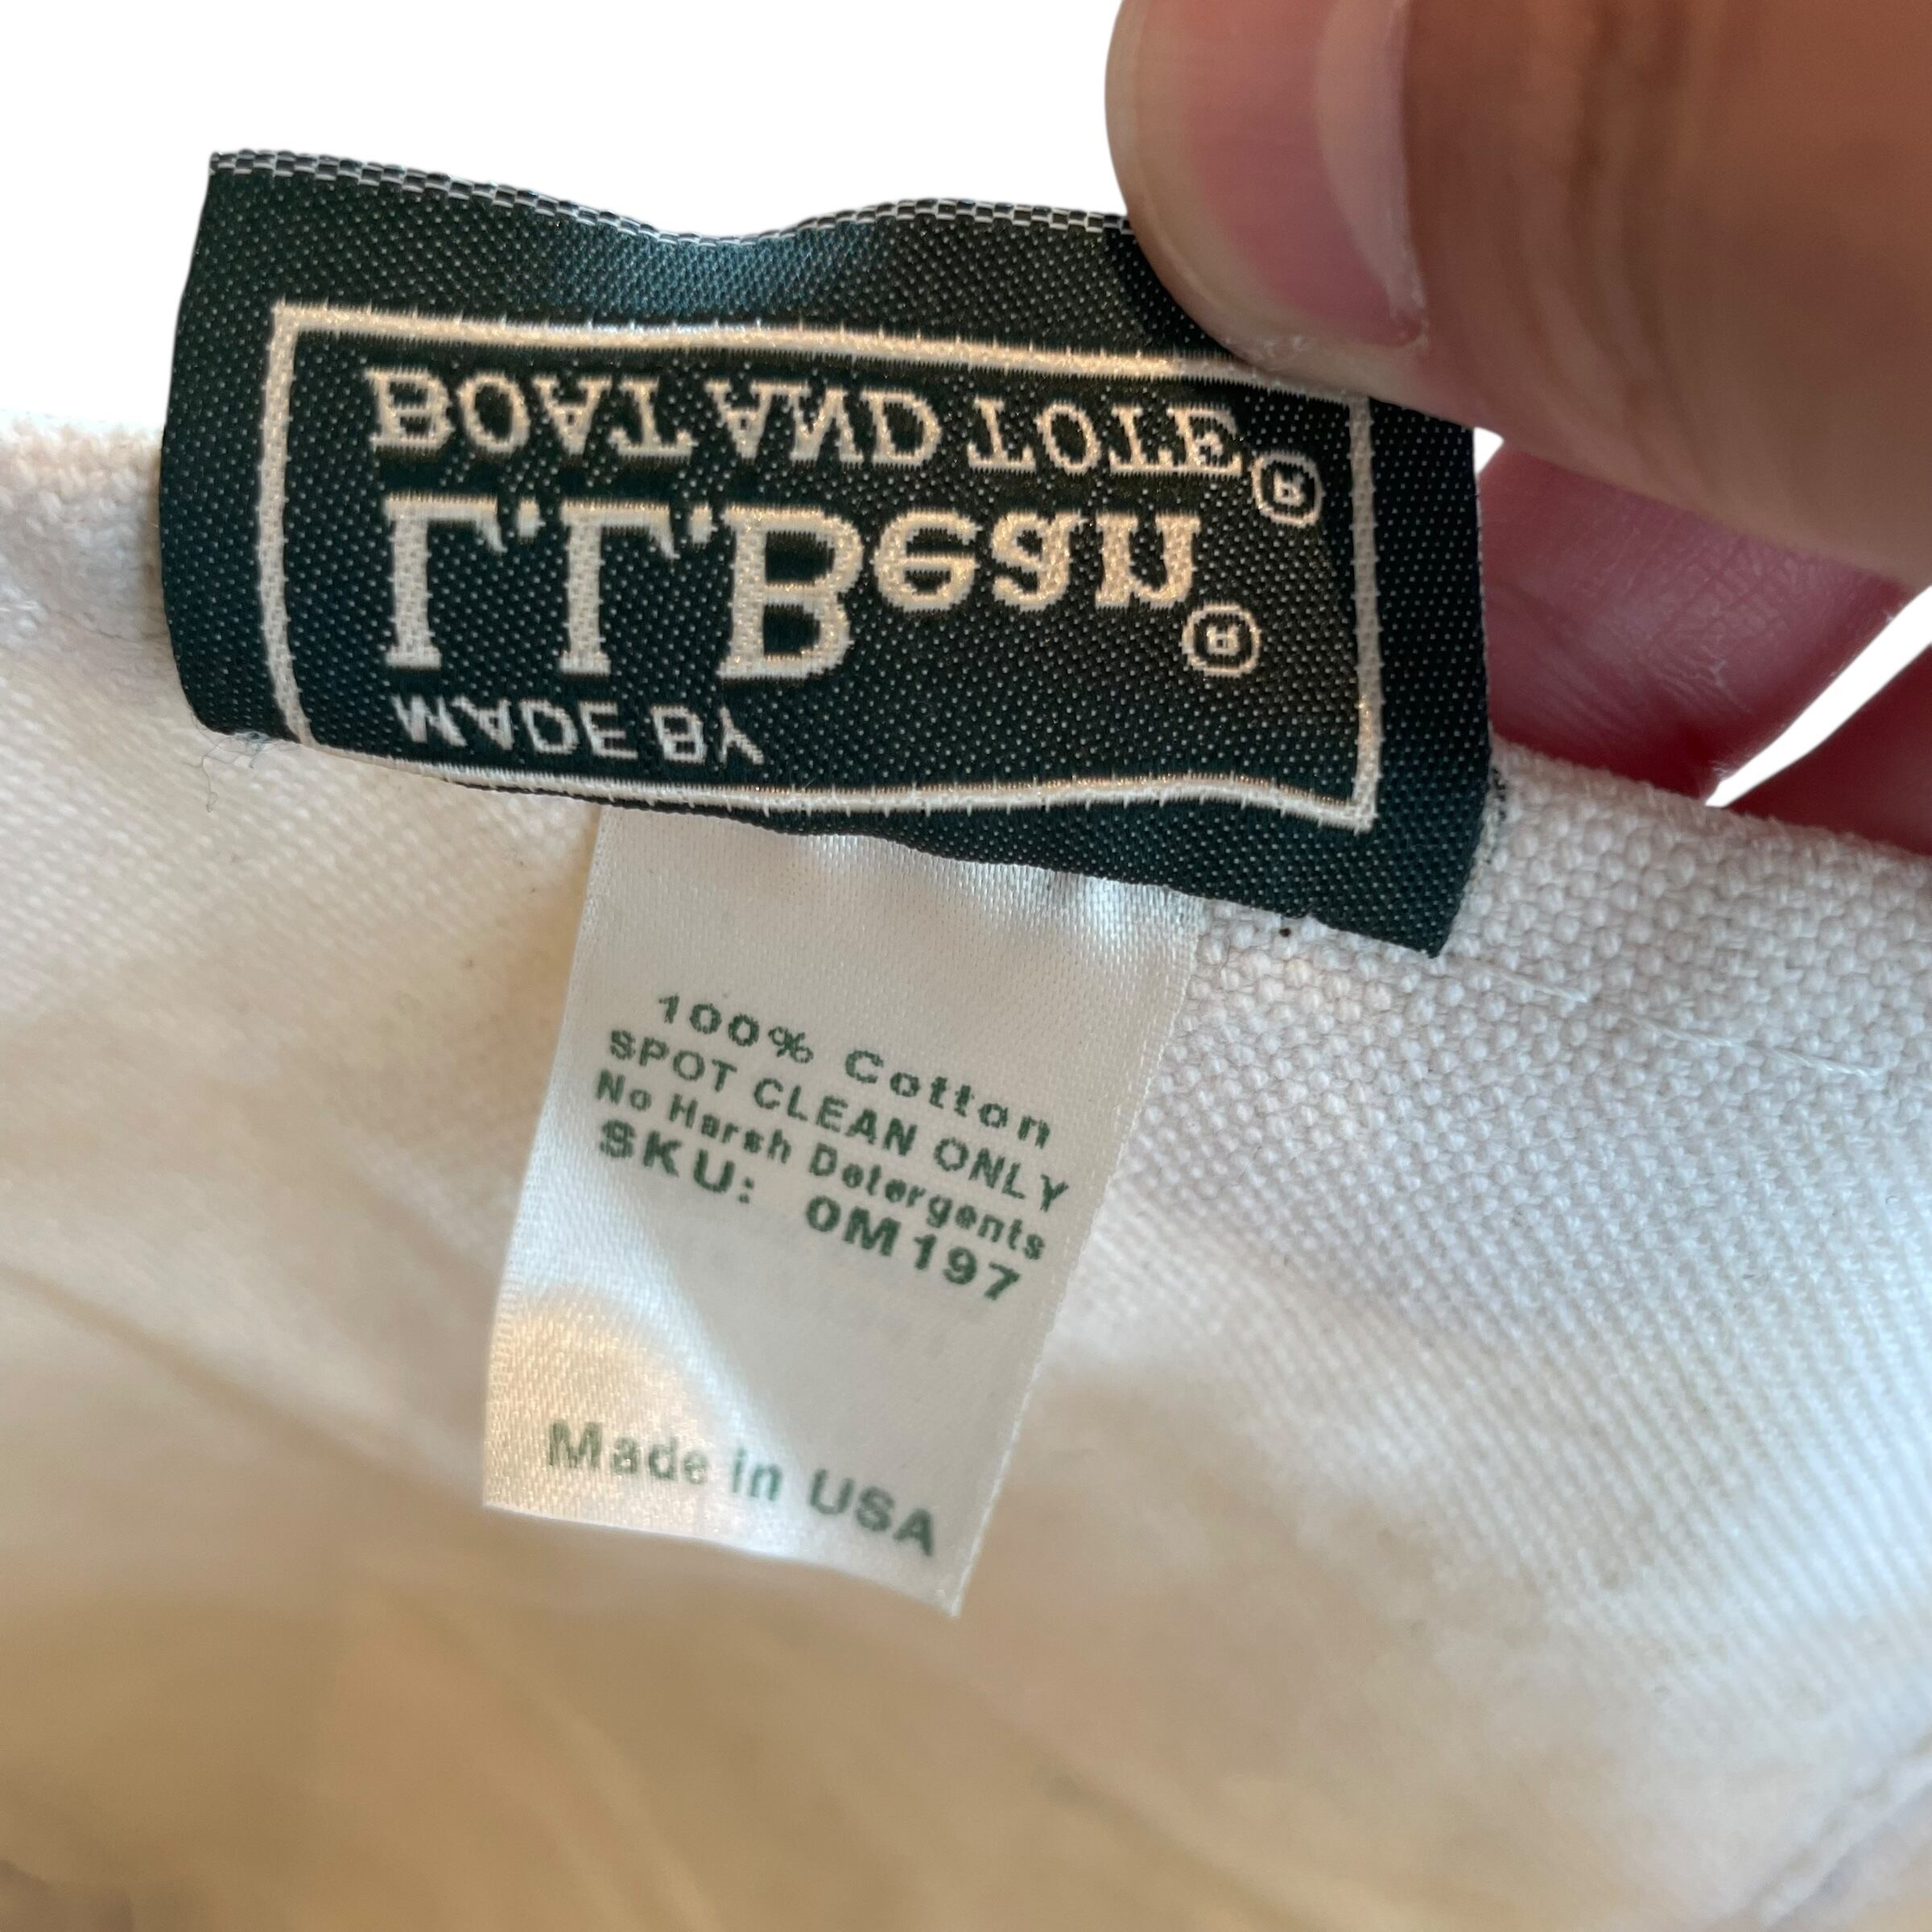 BOAT AND TOTE®
L.L.Bean®
MADE BY
100% Cotton
SPOT CLEAN ONLY
No Harsh Detergents
SKU: 0M197
Made in USA